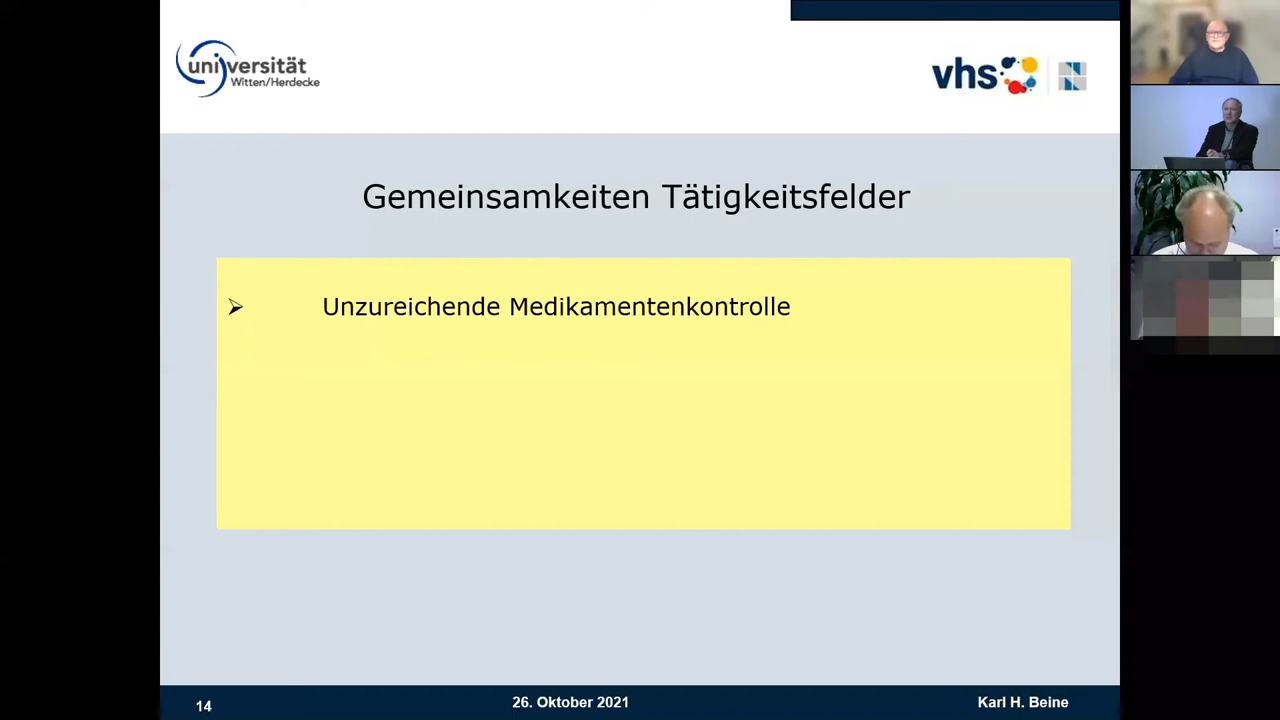 universität
Witten/Herdecke
vhs
Gemeinsamkeiten Tätigkeitsfelder
➢ Unzureichende Medikamentenkontrolle
14
26. Oktober 2021
Karl H. Beine